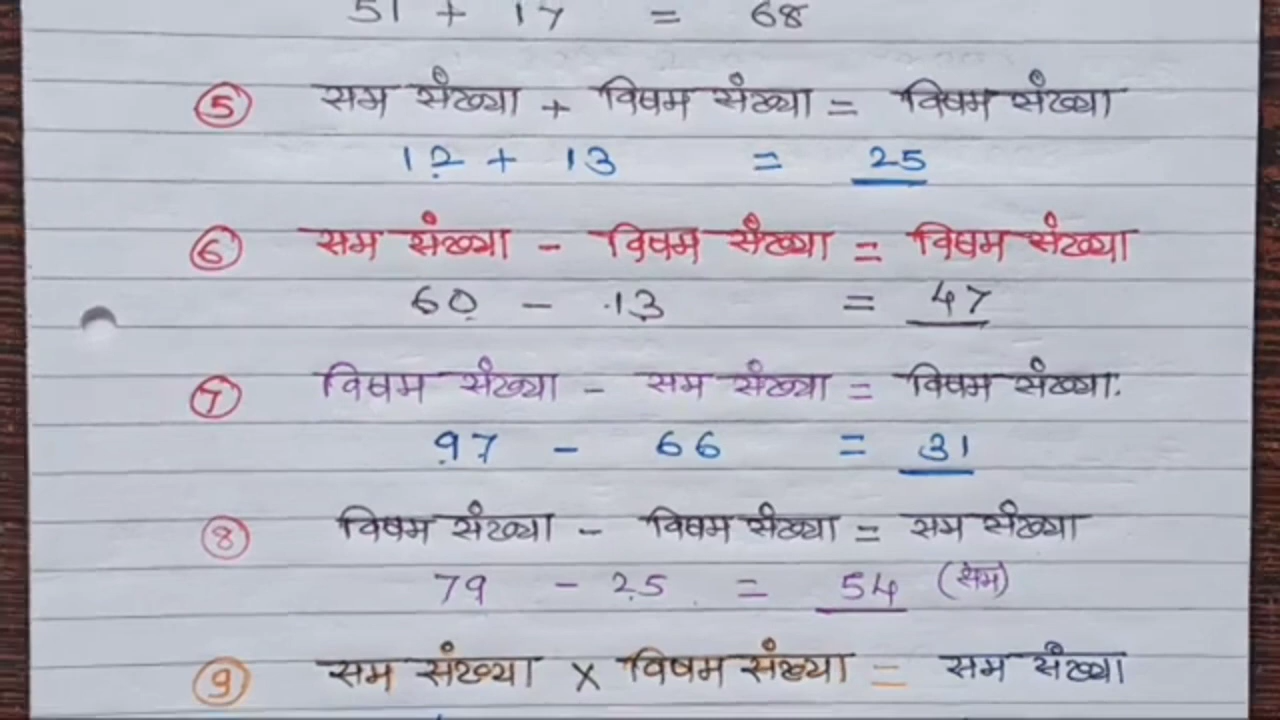 51 + 17 = 68
5 सम संख्या + विषम संख्या = विषम संख्या
12 + 13 = 25
6 सम संख्या - विषम संख्या = विषम संख्या
60 - 13 = 47
7 विषम संख्या - सम संख्या = विषम संख्या.
97 - 66 = 31
8 विषम संख्या - विषम संख्या = सम संख्या
79 - 25 = 54 (सम)
9 सम संख्या × विषम संख्या = सम संख्या